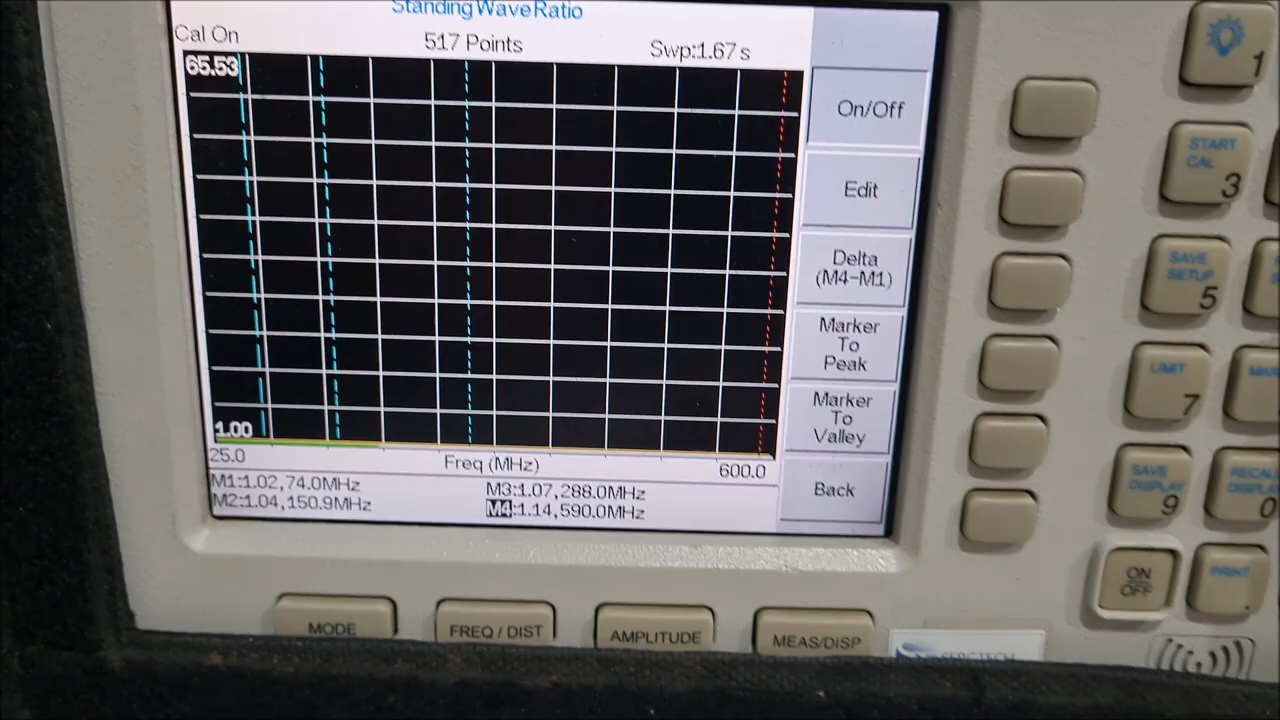 Standing Wave Ratio
Cal On
517 Points
Swp:1.67 s
65.53
1.00
25.0
Freq (MHz)
600.0
M1:1.02,74.0MHz
M2:1.04,150.9MHz
M3:1.07,288.0MHz
M4:1.14,590.0MHz
On/Off
Edit
Delta
(M4-M1)
Marker
To
Peak
Marker
To
Valley
Back
1
START
CAL
3
SAVE
SETUP
5
LIMIT
7
SAVE
DISPLAY
9
RECALL
DISPLAY
0
ON
OFF
PRINT
.
MODE
FREQ / DIST
AMPLITUDE
MEAS/DISP